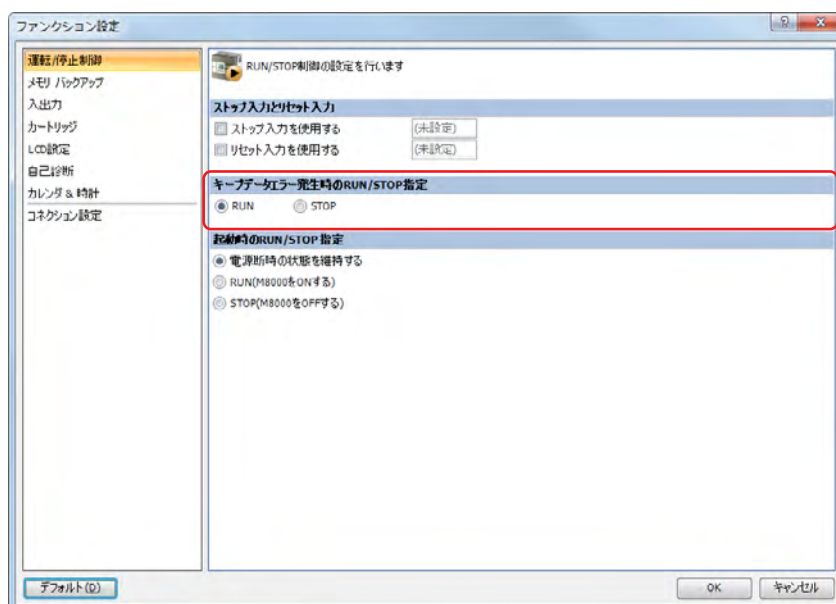 ファンクション設定
運転/停止制御
メモリ バックアップ
入出力
カートリッジ
LCD設定
自己診断
カレンダ & 時計
コネクション設定
RUN/STOP制御の設定を行います
ストップ入力とリセット入力
ストップ入力を使用する (未設定)
リセット入力を使用する (未設定)
キープデータエラー発生時のRUN/STOP指定
RUN STOP
起動時のRUN/STOP指定
電源断時の状態を維持する
RUN(M8000をONする)
STOP(M8000をOFFする)
デフォルト(D) OK キャンセル